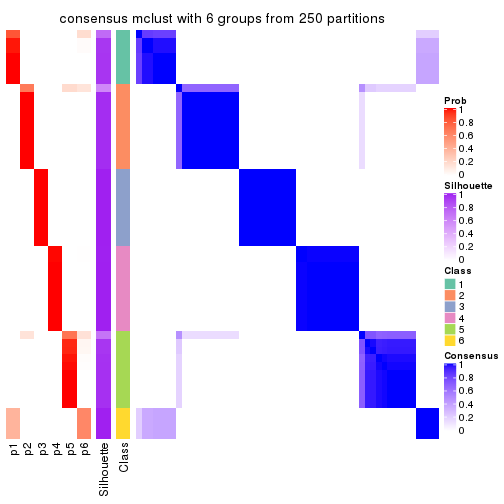 consensus mclust with 6 groups from 250 partitions
Prob
1
0.8
0.6
0.4
0.2
0
Silhouette
1
0.8
0.6
0.4
0.2
0
Class
1
2
3
4
5
6
Consensus
1
0.8
0.6
0.4
0.2
0
p1
p2
p3
p4
p5
p6
Silhouette
Class